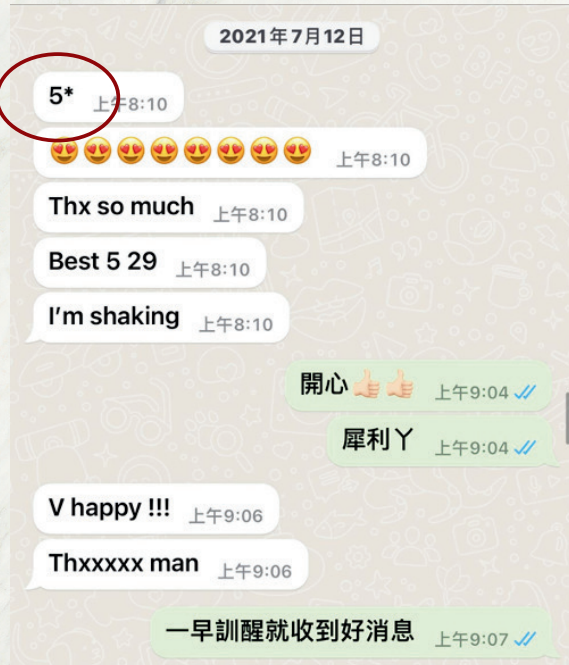 2021年7月12日
5* 上午8:10
😍😍😍😍😍😍😍😍 上午8:10
Thx so much 上午8:10
Best 5 29 上午8:10
I'm shaking 上午8:10
開心👍🏻👍🏻 上午9:04
犀利丫 上午9:04
V happy !!! 上午9:06
Thxxxxx man 上午9:06
一早訓醒就收到好消息 上午9:07